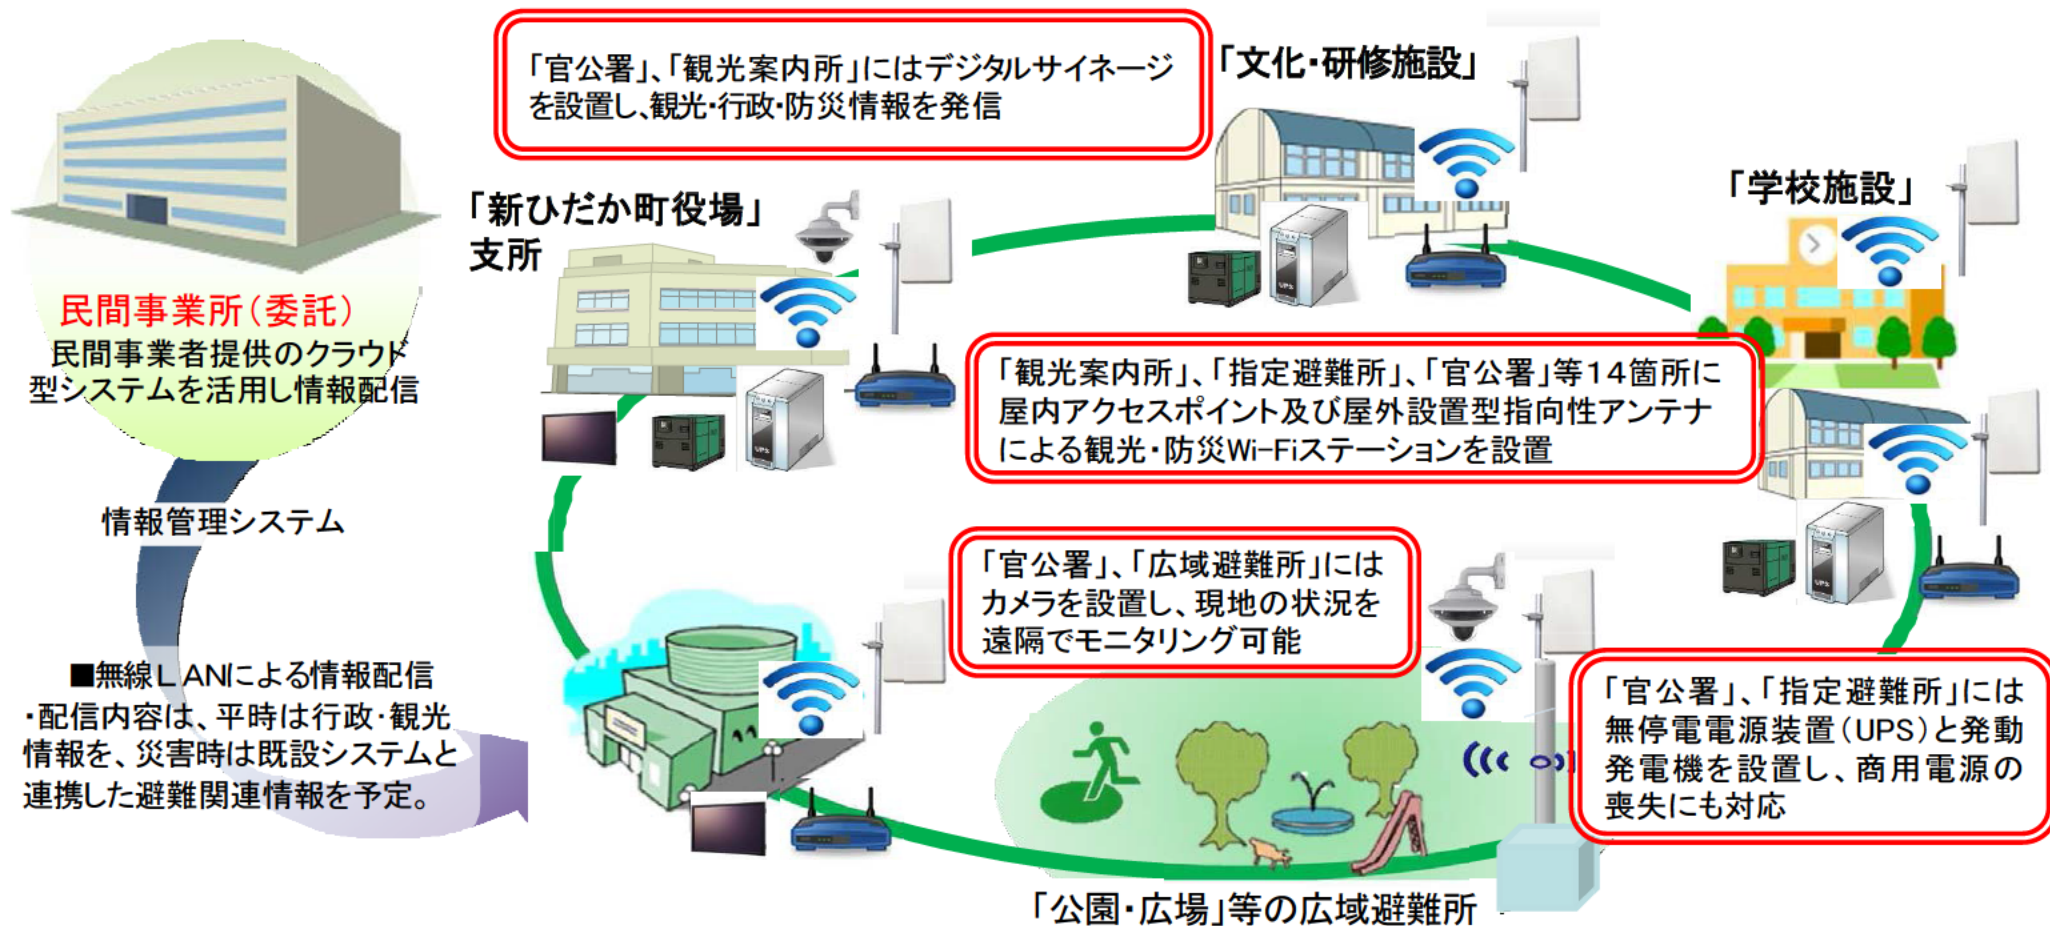 「官公署」、「観光案内所」にはデジタルサイネージ
を設置し、観光・行政・防災情報を発信
「文化・研修施設」
「学校施設」
「新ひだか町役場」
支所
民間事業所(委託)
民間事業者提供のクラウド
型システムを活用し情報配信
「観光案内所」、「指定避難所」、「官公署」等14箇所に
屋内アクセスポイント及び屋外設置型指向性アンテナ
による観光・防災Wi-Fiステーションを設置
情報管理システム
「官公署」、「広域避難所」には
カメラを設置し、現地の状況を
遠隔でモニタリング可能
■無線LANによる情報配信
・配信内容は、平時は行政・観光
情報を、災害時は既設システムと
連携した避難関連情報を予定。
「官公署」、「指定避難所」には
無停電電源装置(UPS)と発動
発電機を設置し、商用電源の
喪失にも対応
「公園・広場」等の広域避難所
UPS
UPS
UPS